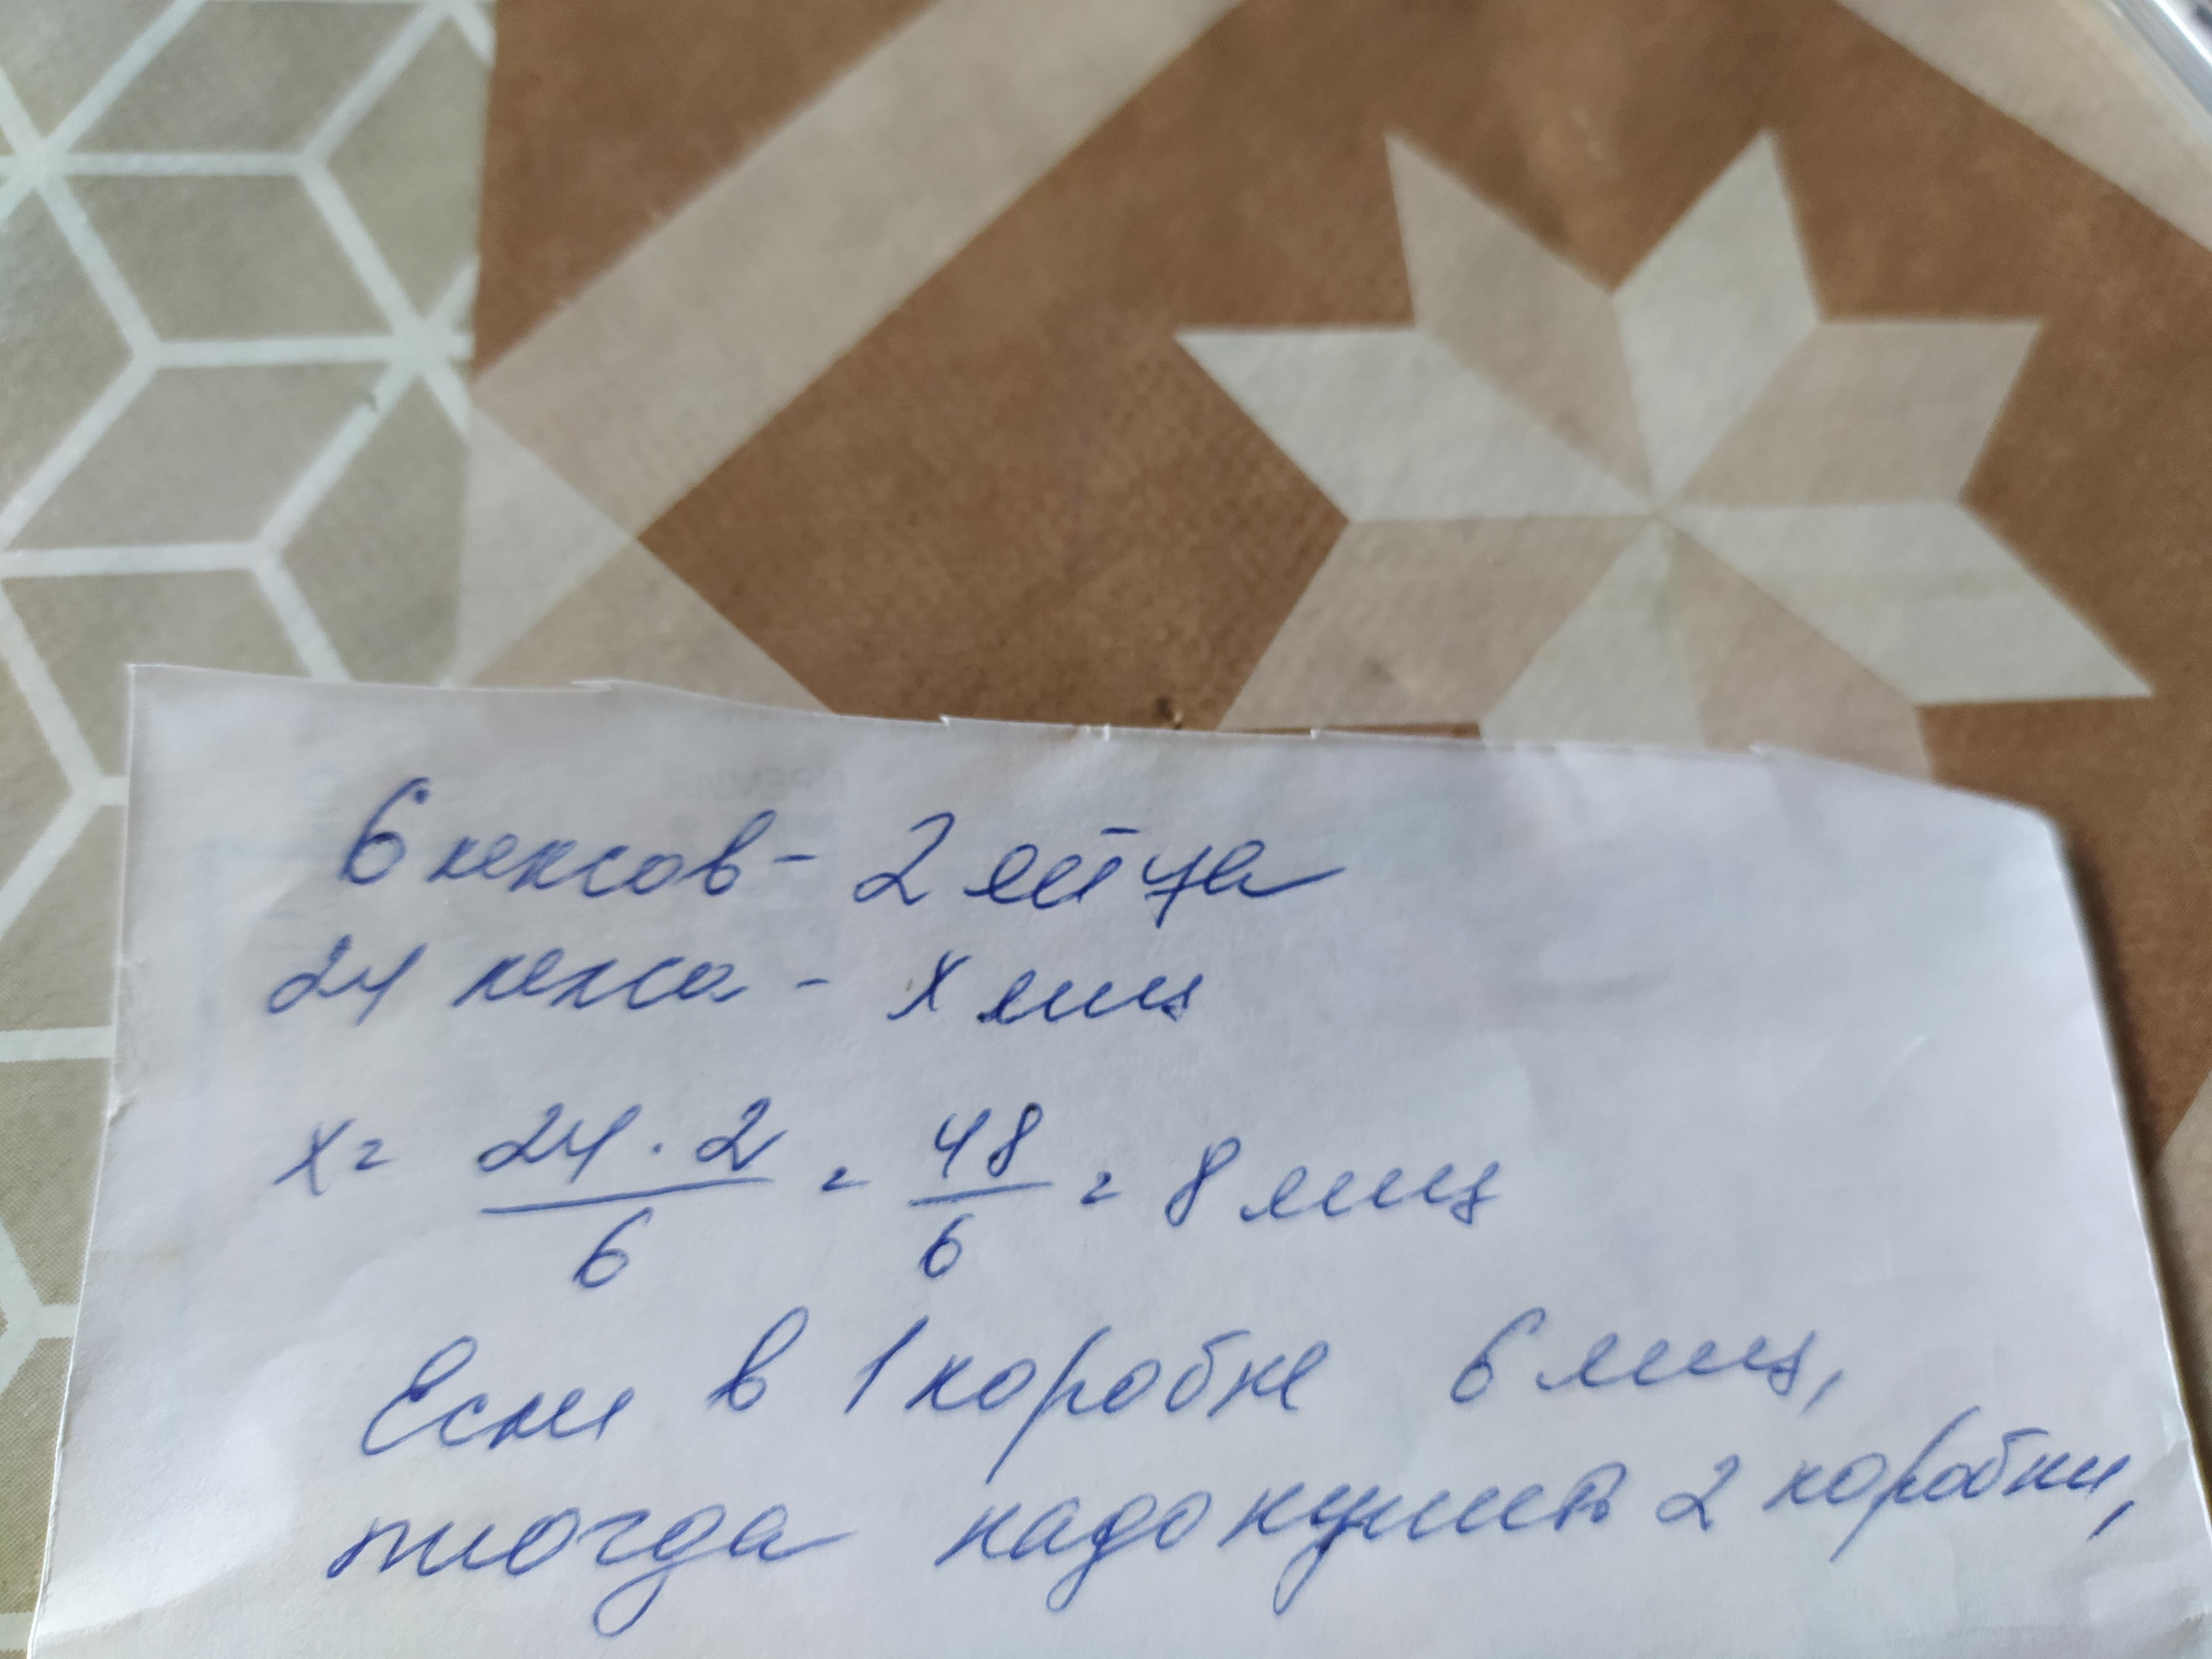 6 кексов - 2 яйца
24 кекса - x яиц
x = 24 · 2 / 6 = 48 / 6 = 8 яиц
Если в 1 коробке 6 яиц,
тогда надо купить 2 коробки,